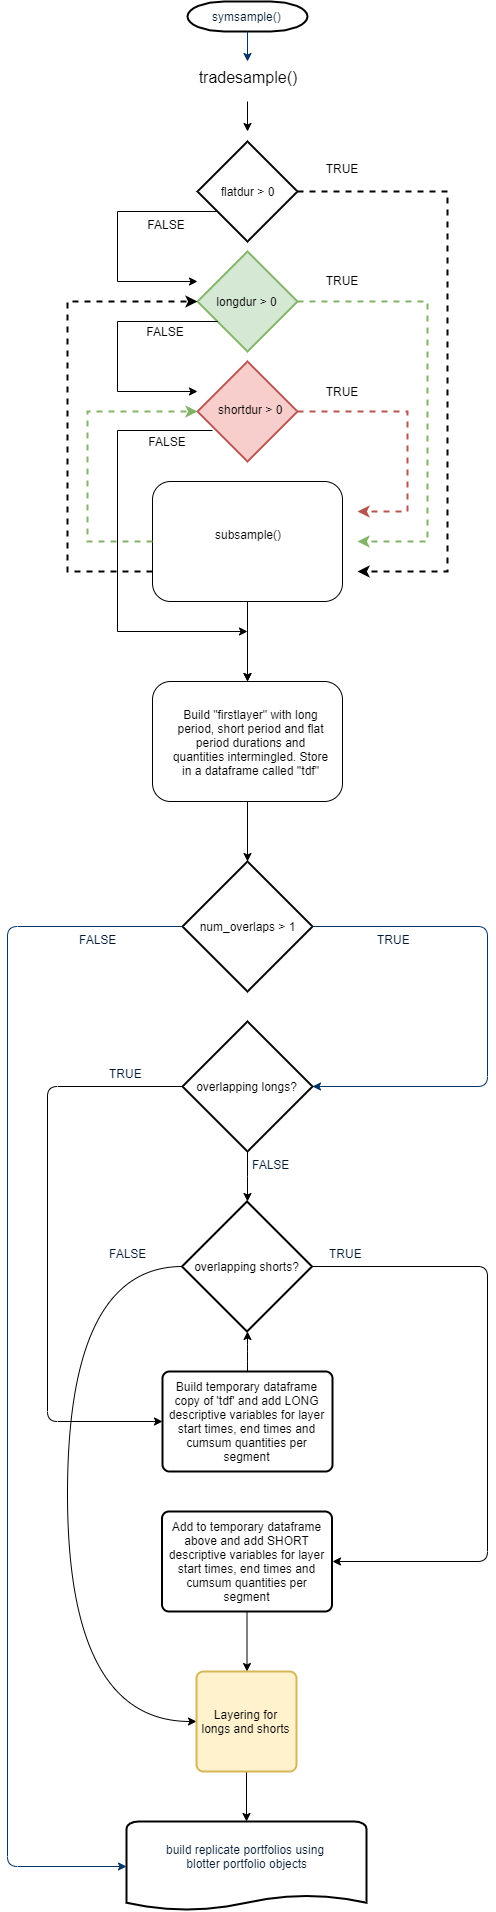 symsample()
tradesample()
TRUE
flatdur > 0
FALSE
TRUE
longdur > 0
FALSE
TRUE
shortdur > 0
FALSE
subsample()
Build "firstlayer" with long
period, short period and flat
period durations and
quantities intermingled. Store
in a dataframe called "tdf"
num_overlaps > 1
FALSE
TRUE
TRUE
overlapping longs?
FALSE
FALSE
TRUE
overlapping shorts?
Build temporary dataframe
copy of 'tdf' and add LONG
descriptive variables for layer
start times, end times and
cumsum quantities per
segment
Add to temporary dataframe
above and add SHORT
descriptive variables for layer
start times, end times and
cumsum quantities per
segment
Layering for
longs and shorts
build replicate portfolios using
blotter portfolio objects